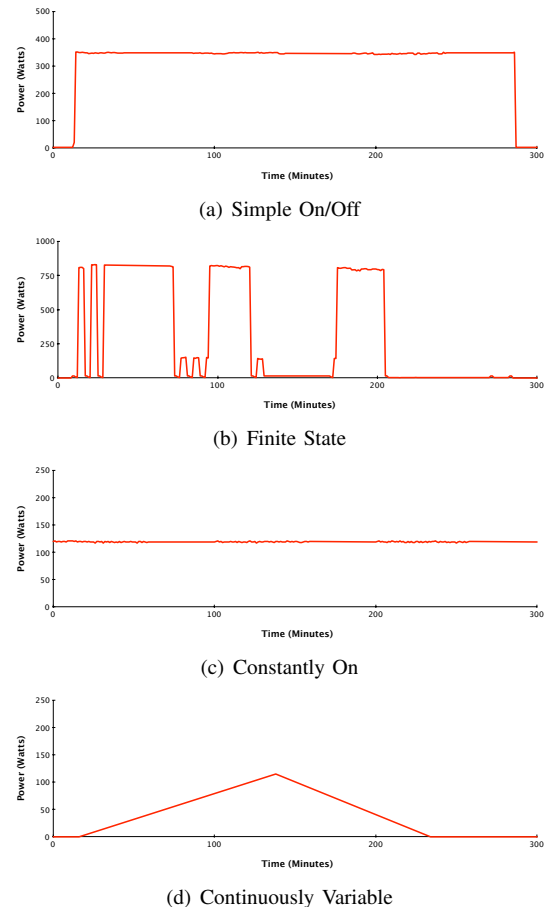 500
400
300
200
100
0
Power (Watts)
0 100 200 300
Time (Minutes)
(a) Simple On/Off
1000
750
500
250
0
Power (Watts)
0 100 200 300
Time (Minutes)
(b) Finite State
250
200
150
100
50
0
Power (Watts)
0 100 200 300
Time (Minutes)
(c) Constantly On
250
200
150
100
50
0
Power (Watts)
0 100 200 300
Time (Minutes)
(d) Continuously Variable